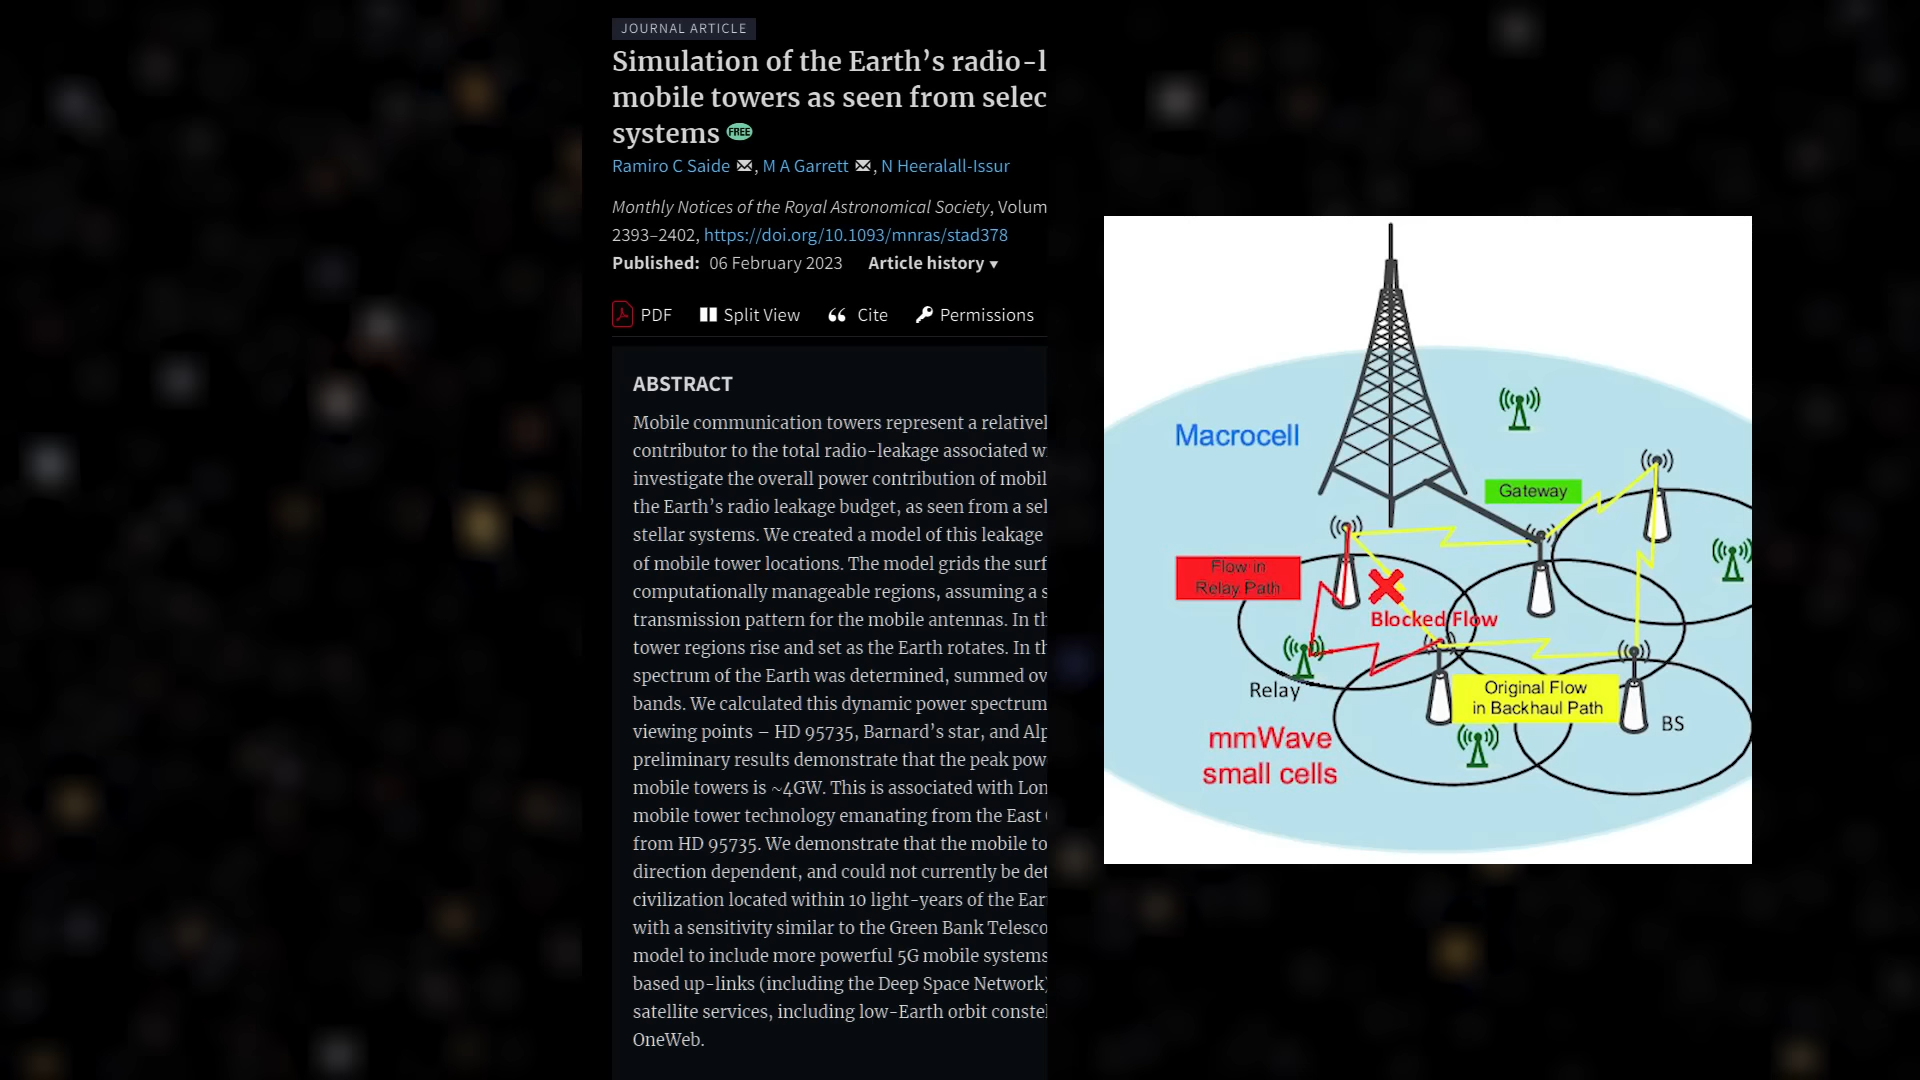 JOURNAL ARTICLE
Simulation of the Earth’s radio-l
mobile towers as seen from selec
systems FREE
Ramiro C Saide , M A Garrett , N Heeralall-Issur
Monthly Notices of the Royal Astronomical Society, Volum
2393–2402, https://doi.org/10.1093/mnras/stad378
Published: 06 February 2023 Article history
PDF Split View Cite Permissions
ABSTRACT
Mobile communication towers represent a relativel
contributor to the total radio-leakage associated w
investigate the overall power contribution of mobil
the Earth’s radio leakage budget, as seen from a sel
stellar systems. We created a model of this leakage
of mobile tower locations. The model grids the surf
computationally manageable regions, assuming a s
transmission pattern for the mobile antennas. In th
tower regions rise and set as the Earth rotates. In th
spectrum of the Earth was determined, summed ov
bands. We calculated this dynamic power spectrum
viewing points – HD 95735, Barnard’s star, and Alp
preliminary results demonstrate that the peak pow
mobile towers is ~4GW. This is associated with Lon
mobile tower technology emanating from the East
from HD 95735. We demonstrate that the mobile to
direction dependent, and could not currently be det
civilization located within 10 light-years of the Ear
with a sensitivity similar to the Green Bank Telesco
model to include more powerful 5G mobile systems
based up-links (including the Deep Space Network)
satellite services, including low-Earth orbit constel
OneWeb.
Macrocell
Gateway
Flow in
Relay Path
Blocked Flow
Relay
Original Flow
in Backhaul Path
BS
mmWave
small cells